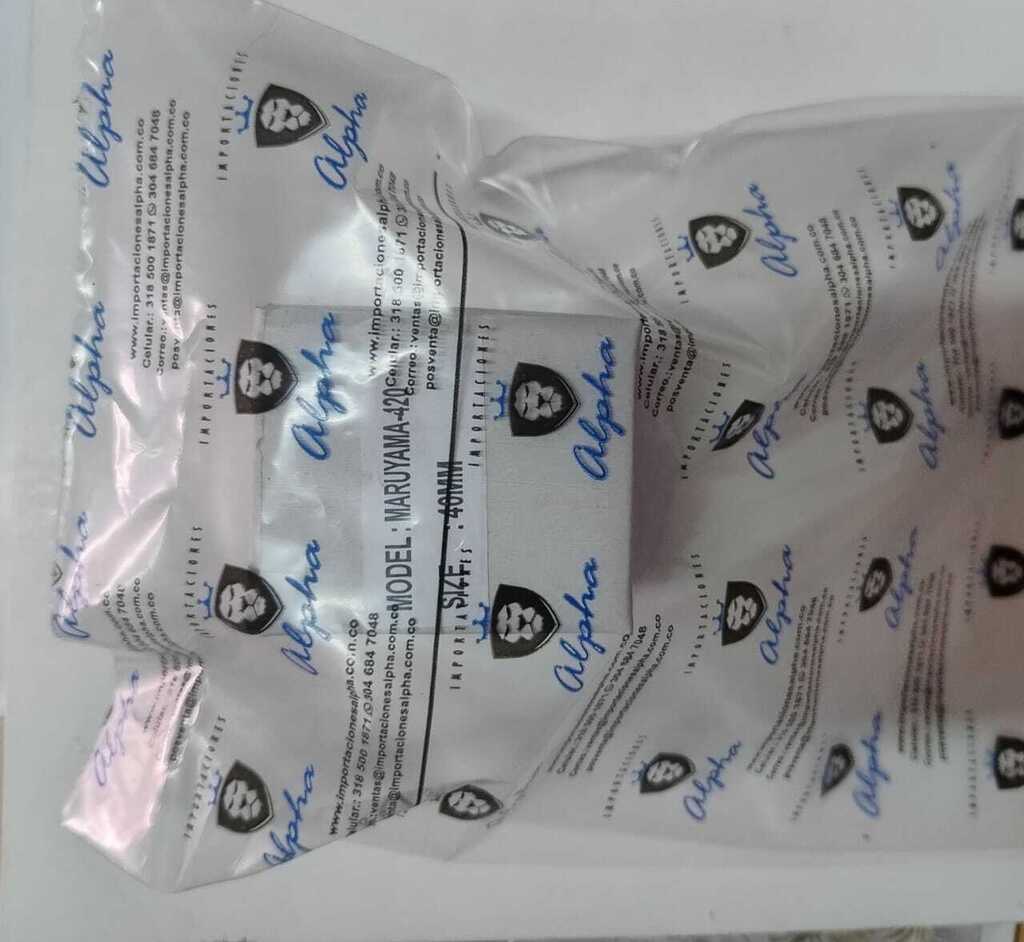 IMPORTACIONES
Alpha
www.importacionesalpha.com.co
Celular.: 318 500 1871 304 684 7048
Correo.:ventas@importacionesalpha.com.co
posventa@importacionesalpha.com.co
MODEL : MARUYAMA-420
SIZE : 40MM